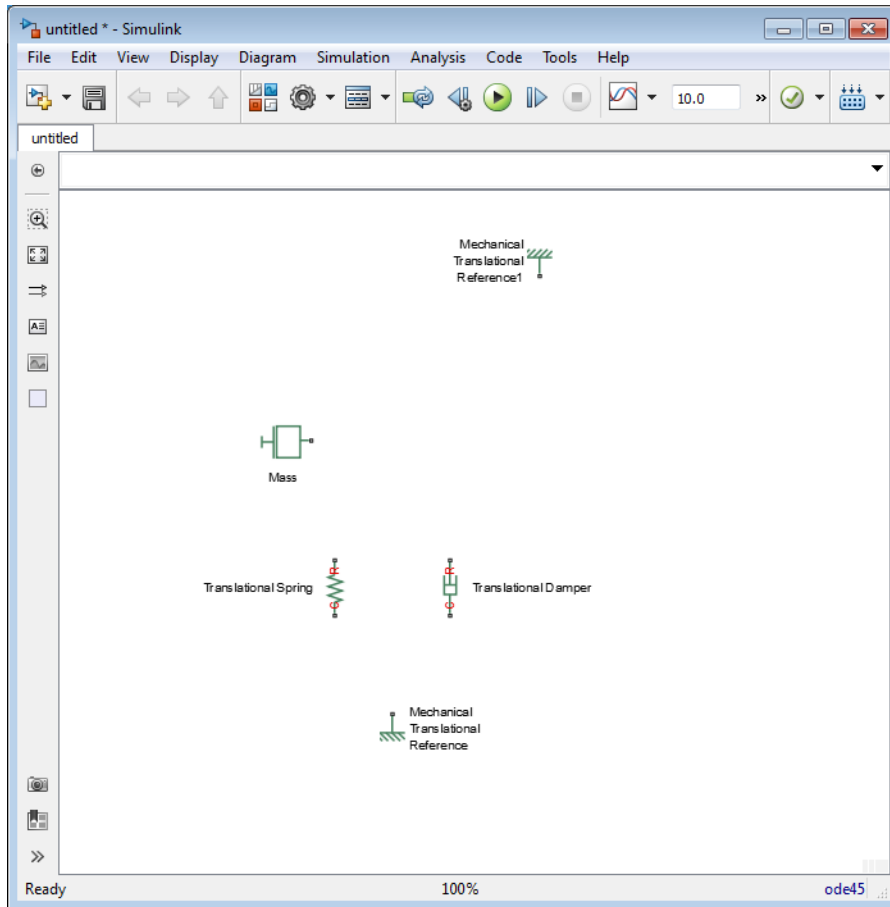 untitled * - Simulink
File Edit View Display Diagram Simulation Analysis Code Tools Help
10.0 »
untitled
Mechanical
Translational
Reference1
Mass
Translational Spring
R
C
R
C
Translational Damper
Mechanical
Translational
Reference
Ready 100% ode45